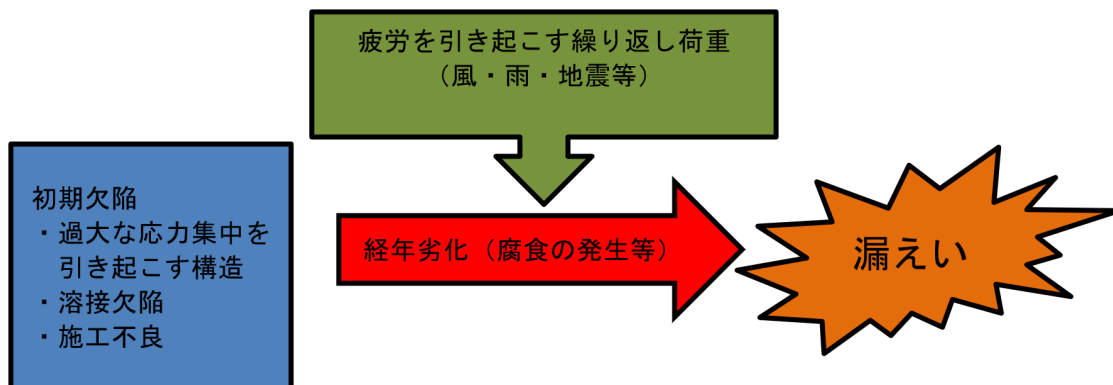 疲労を引き起こす繰り返し荷重
（風・雨・地震等）
初期欠陥
・過大な応力集中を
引き起こす構造
・溶接欠陥
・施工不良
経年劣化（腐食の発生等）
漏えい